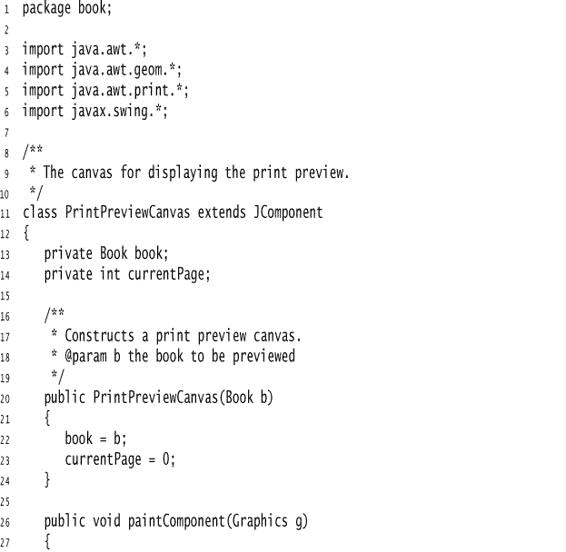 1 package book;
2
3 import java.awt.*;
4 import java.awt.geom.*;
5 import java.awt.print.*;
6 import javax.swing.*;
7
8 /**
9  * The canvas for displaying the print preview.
10  */
11 class PrintPreviewCanvas extends JComponent
12 {
13    private Book book;
14    private int currentPage;
15
16    /**
17     * Constructs a print preview canvas.
18     * @param b the book to be previewed
19     */
20    public PrintPreviewCanvas(Book b)
21    {
22       book = b;
23       currentPage = 0;
24    }
25
26    public void paintComponent(Graphics g)
27    {